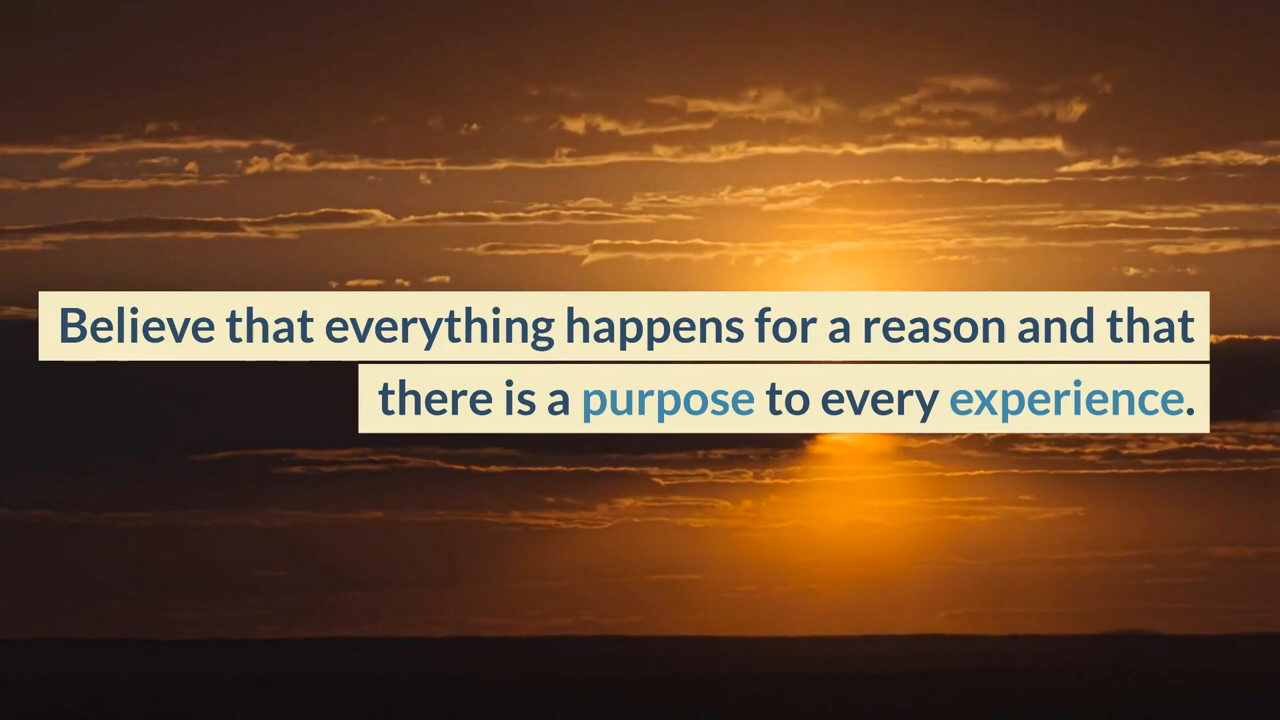 Believe that everything happens for a reason and that
there is a purpose to every experience.